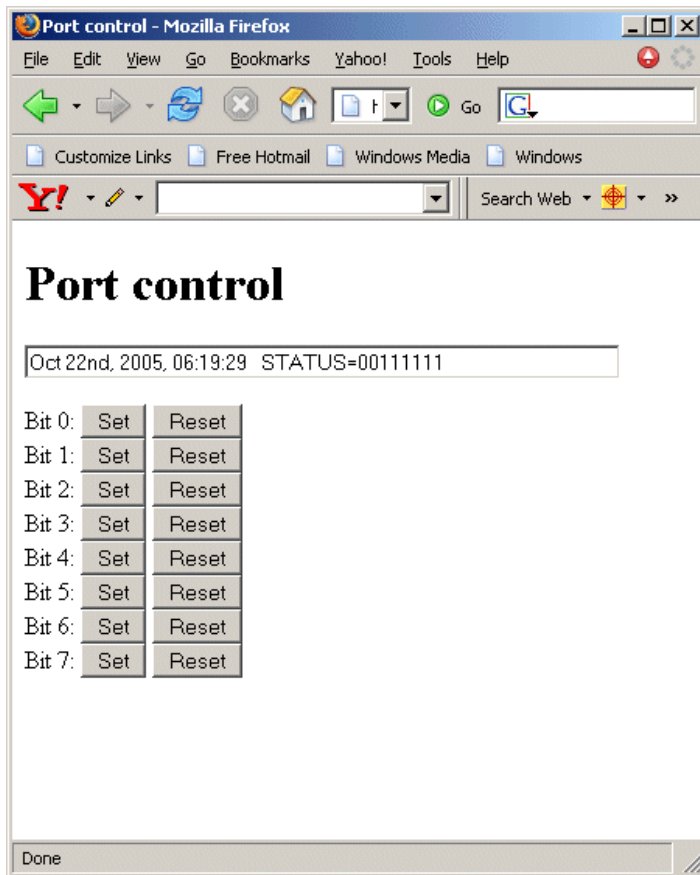 Port control - Mozilla Firefox
File Edit View Go Bookmarks Yahoo! Tools Help
Go G
Customize Links Free Hotmail Windows Media Windows
Y! Search Web »
Port control
Oct 22nd, 2005, 06:19:29 STATUS=00111111
Bit 0: Set Reset
Bit 1: Set Reset
Bit 2: Set Reset
Bit 3: Set Reset
Bit 4: Set Reset
Bit 5: Set Reset
Bit 6: Set Reset
Bit 7: Set Reset
Done